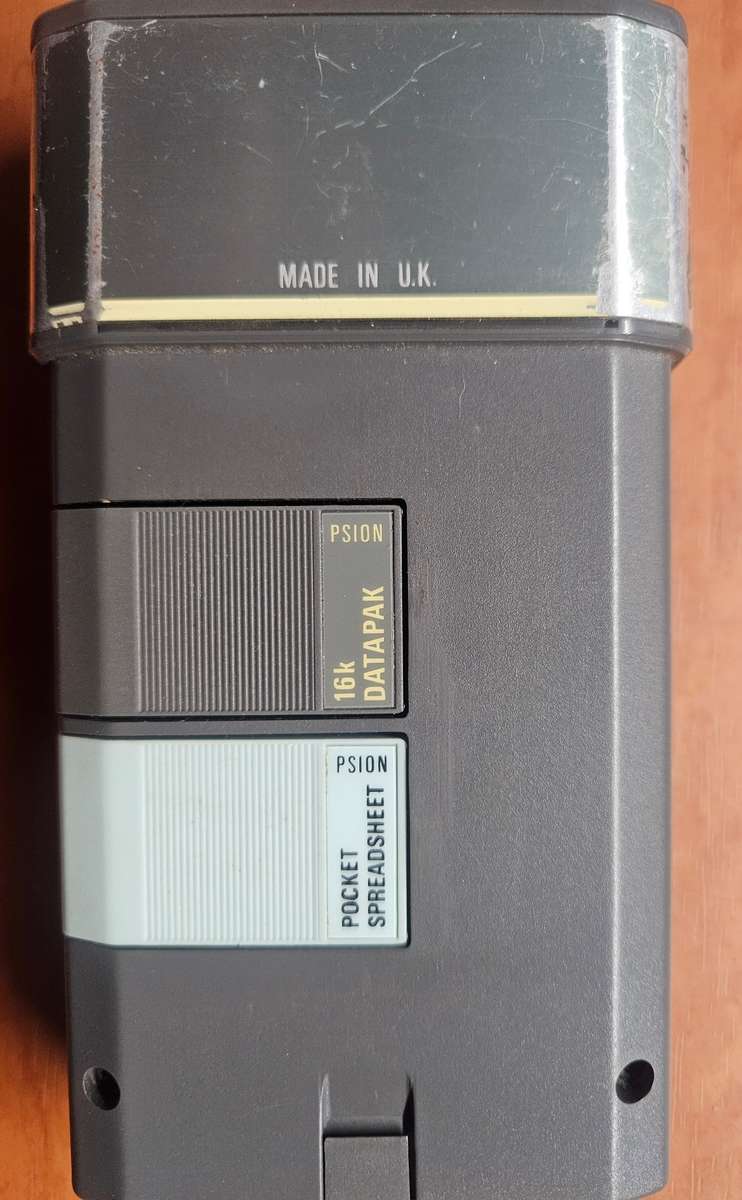 MADE IN U.K.
PSION
16k
DATAPAK
PSION
POCKET
SPREADSHEET